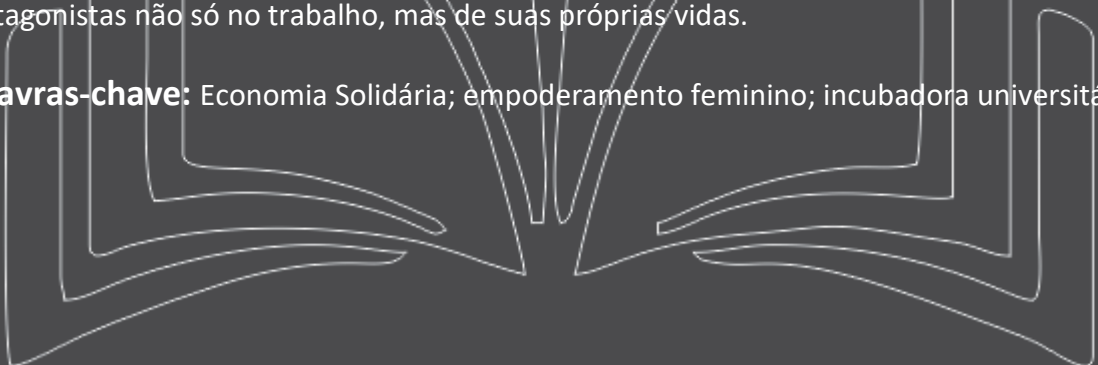 tagonistas não só no trabalho, mas de suas próprias vidas.
avras-chave: Economia Solidária; empoderamento feminino; incubadora universitá